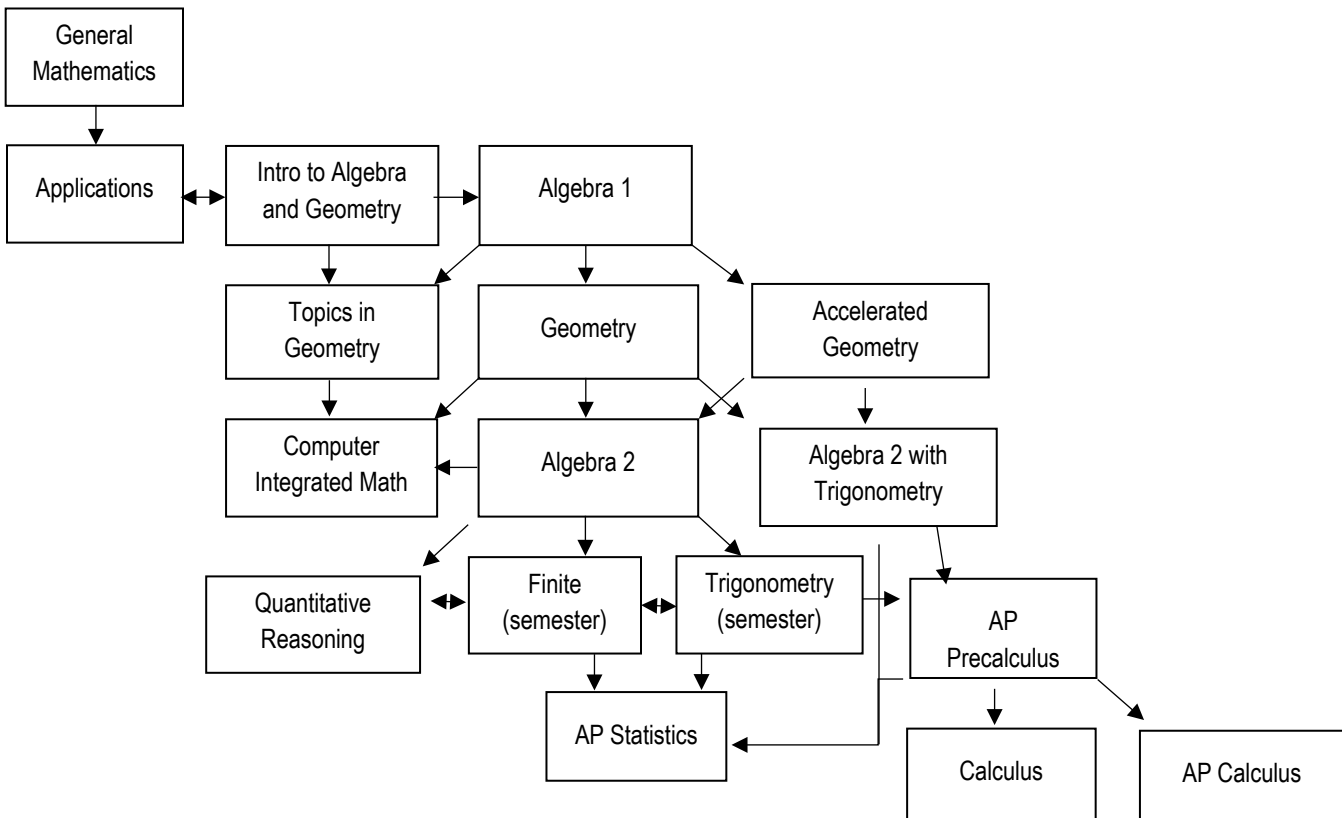 General
Mathematics
Applications
Intro to Algebra
and Geometry
Algebra 1
Topics in
Geometry
Geometry
Accelerated
Geometry
Computer
Integrated Math
Algebra 2
Algebra 2 with
Trigonometry
Quantitative
Reasoning
Finite
(semester)
Trigonometry
(semester)
AP
Precalculus
AP Statistics
Calculus
AP Calculus